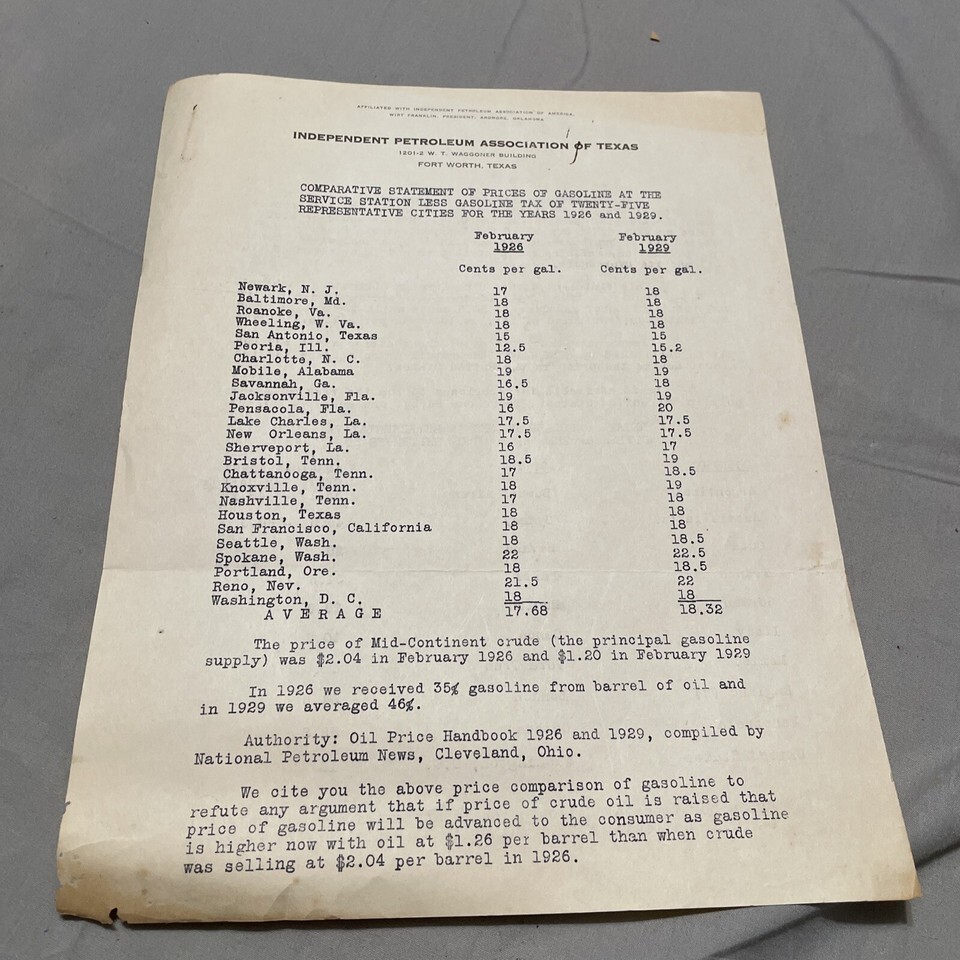 AFFILIATED WITH INDEPENDENT PETROLEUM ASSOCIATION OF AMERICA
WIRT FRANKLIN, PRESIDENT, ARDMORE, OKLAHOMA
INDEPENDENT PETROLEUM ASSOCIATION OF TEXAS
1201-2 W. T. WAGGONER BUILDING
FORT WORTH, TEXAS
COMPARATIVE STATEMENT OF PRICES OF GASOLINE AT THE
SERVICE STATION LESS GASOLINE TAX OF TWENTY-FIVE
REPRESENTATIVE CITIES FOR THE YEARS 1926 and 1929.
February February
1926 1929
Cents per gal. Cents per gal.
Newark, N. J. 17 18
Baltimore, Md. 18 18
Roanoke, Va. 18 18
Wheeling, W. Va. 18 18
San Antonio, Texas 15 15
Peoria, Ill. 12.5 15.2
Charlotte, N. C. 18 18
Mobile, Alabama 19 19
Savannah, Ga. 16.5 18
Jacksonville, Fla. 19 19
Pensacola, Fla. 16 20
Lake Charles, La. 17.5 17.5
New Orleans, La. 17.5 17.5
Sherveport, La. 16 17
Bristol, Tenn. 18.5 19
Chattanooga, Tenn. 17 18.5
Knoxville, Tenn. 18 19
Nashville, Tenn. 17 18
Houston, Texas 18 18
San Francisco, California 18 18
Seattle, Wash. 18 18.5
Spokane, Wash. 22 22.5
Portland, Ore. 18 18.5
Reno, Nev. 21.5 22
Washington, D. C. 18 18
A V E R A G E 17.68 18.32
The price of Mid-Continent crude (the principal gasoline
supply) was $2.04 in February 1926 and $1.20 in February 1929
In 1926 we received 35% gasoline from barrel of oil and
in 1929 we averaged 46%.
Authority: Oil Price Handbook 1926 and 1929, compiled by
National Petroleum News, Cleveland, Ohio.
We cite you the above price comparison of gasoline to
refute any argument that if price of crude oil is raised that
price of gasoline will be advanced to the consumer as gasoline
is higher now with oil at $1.26 per barrel than when crude
was selling at $2.04 per barrel in 1926.